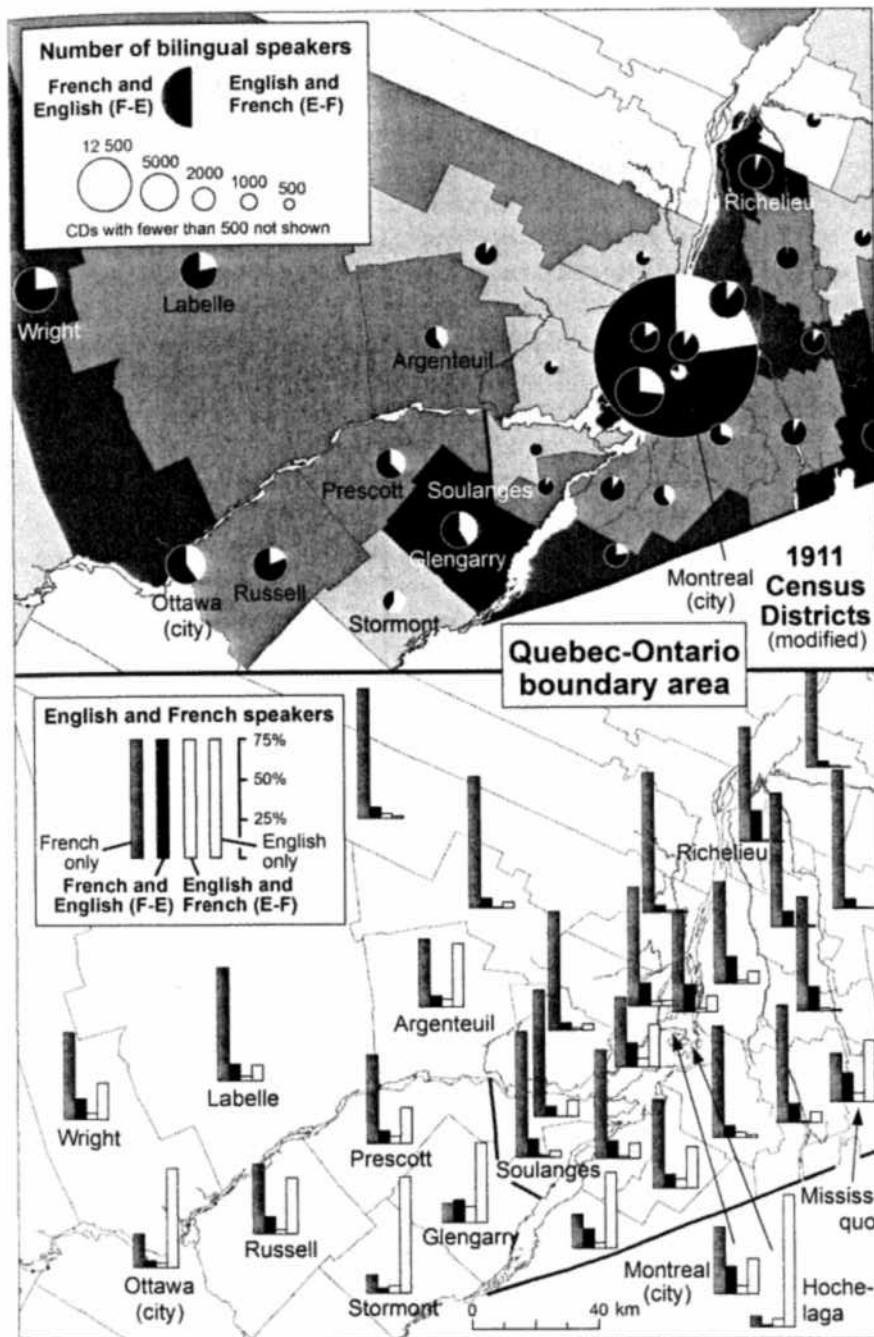 Number of bilingual speakers
French and
English (F-E)
English and
French (E-F)
12 500
5000
2000
1000
500
CDs with fewer than 500 not shown
Richelieu
Labelle
Wright
Argenteuil
Prescott
Soulanges
Glengarry
Ottawa
(city)
Russell
Stormont
Montreal
(city)
1911
Census
Districts
(modified)
Quebec-Ontario
boundary area
English and French speakers
75%
50%
25%
French
only
English
only
French and
English (F-E)
English and
French (E-F)
Richelieu
Argenteuil
Labelle
Wright
Prescott
Soulanges
Glengarry
Russell
Ottawa
(city)
Stormont
Mississ
quo
Montreal
(city)
Hoche-
laga
0
40 km